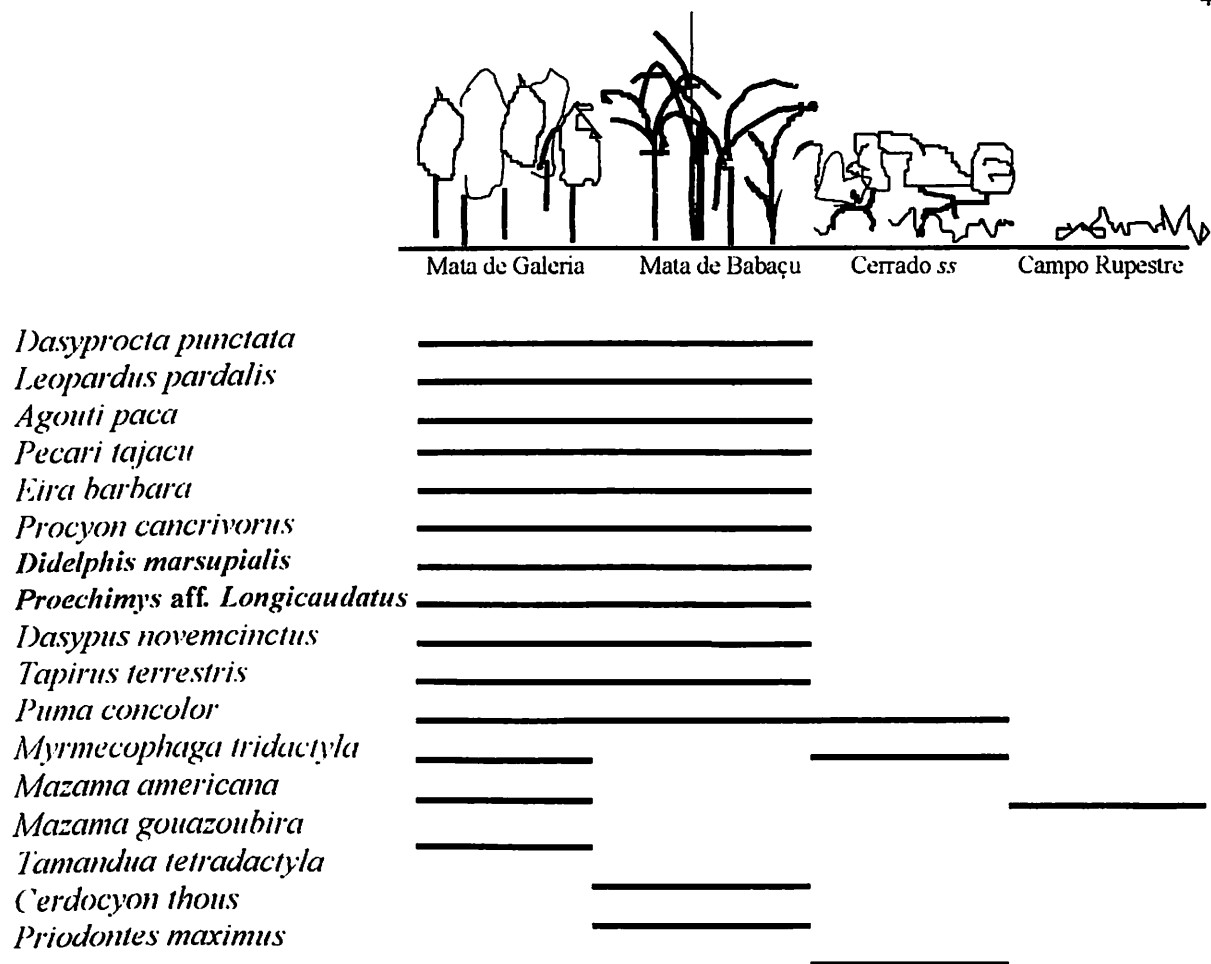 Mata de Galeria Mata de Babaçu Cerrado ss Campo Rupestre
Dasyprocta punctata
Leopardus pardalis
Agouti paca
Pecari tajacu
Eira barbara
Procyon cancrivorus
Didelphis marsupialis
Proechimys aff. Longicaudatus
Dasypus novemcinctus
Tapirus terrestris
Puma concolor
Myrmecophaga tridactyla
Mazama americana
Mazama gouazoubira
Tamandua tetradactyla
Cerdocyon thous
Priodontes maximus